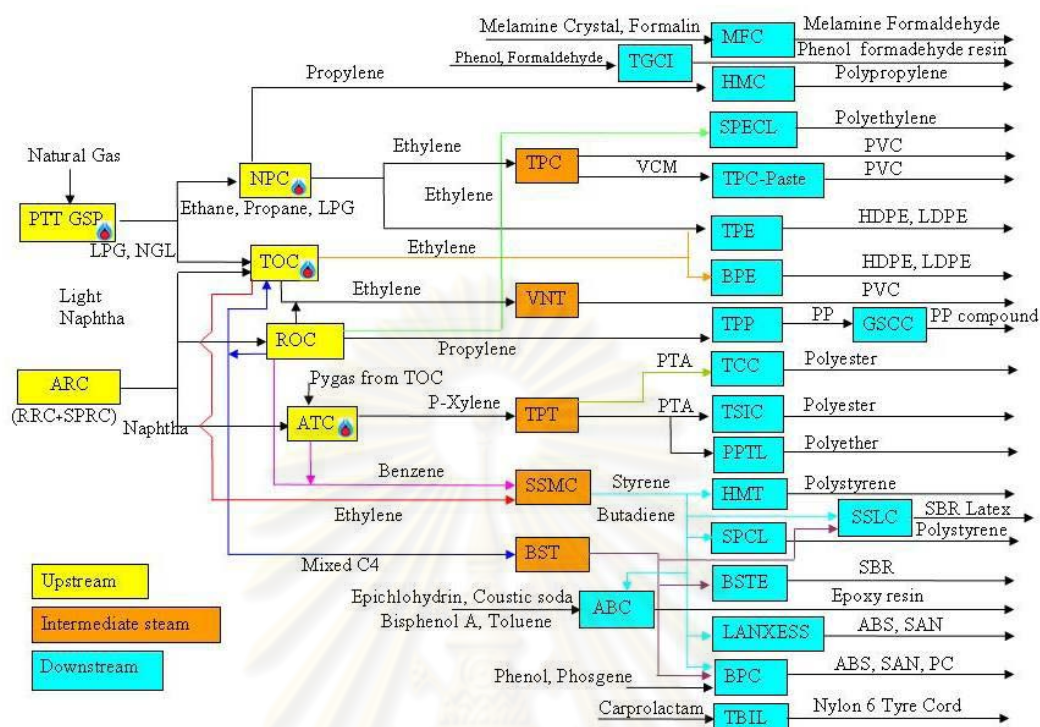 Melamine Crystal, Formalin
MFC
Melamine Formaldehyde
Phenol, Formaldehyde
TGCI
Phenol formadehyde resin
Propylene
HMC
Polypropylene
SPECL
Polyethylene
Natural Gas
Ethylene
TPC
PVC
NPC
VCM
TPC-Paste
PVC
Ethylene
PTT GSP
Ethane, Propane, LPG
LPG, NGL
TPE
HDPE, LDPE
TOC
Ethylene
BPE
HDPE, LDPE
Light
Naphtha
Ethylene
VNT
PVC
ROC
Propylene
TPP
PP
GSCC
PP compound
ARC
(RRC+SPRC)
Pygas from TOC
PTA
TCC
Polyester
Naphtha
ATC
P-Xylene
TPT
PTA
TSIC
Polyester
PPTL
Polyether
Benzene
SSMC
Styrene
HMT
Polystyrene
Ethylene
Butadiene
SSLC
SBR Latex
SPCL
Polystyrene
Mixed C4
BST
Upstream
BSTE
SBR
Epichlohydrin, Coustic soda
Bisphenol A, Toluene
ABC
Epoxy resin
Intermediate steam
LANXESS
ABS, SAN
Downstream
Phenol, Phosgene
BPC
ABS, SAN, PC
Carprolactam
TBIL
Nylon 6 Tyre Cord